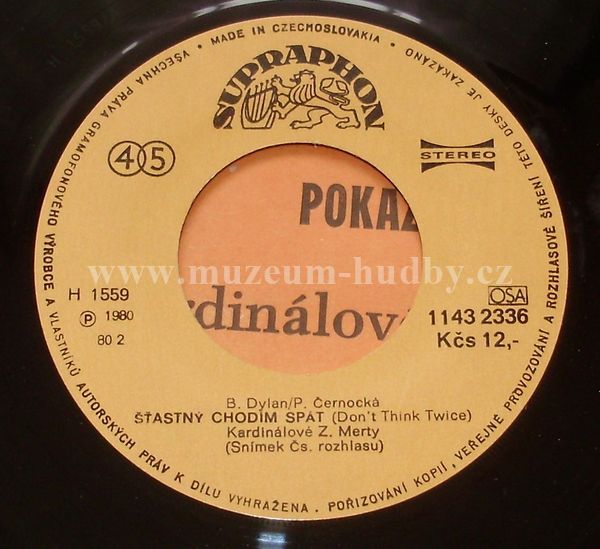 VŠECHNA PRÁVA GRAMOFONOVÉHO VÝROBCE A VLASTNÍKŮ AUTORSKÝCH PRÁV K DÍLU VYHRAŽENA. POŘIZOVÁNÍ KOPIÍ, VEŘEJNÉ PROVOZOVÁNÍ A ROZHLASOVÉ ŠÍŘENÍ TÉTO DESKY JE ZAKÁZÁNO
• MADE IN CZECHOSLOVAKIA •
SUPRAPHON
45
STEREO
POKAZ
www.muzeum-hudby.cz
rdinálov
H 1559
Ⓟ 1980
80 2
OSA
1143 2336
Kčs 12,-
B. Dylan/P. Černocká
ŠŤASTNÝ CHODÍM SPÁT (Don't Think Twice)
Kardinálové Z. Merty
(Snímek Čs. rozhlasu)